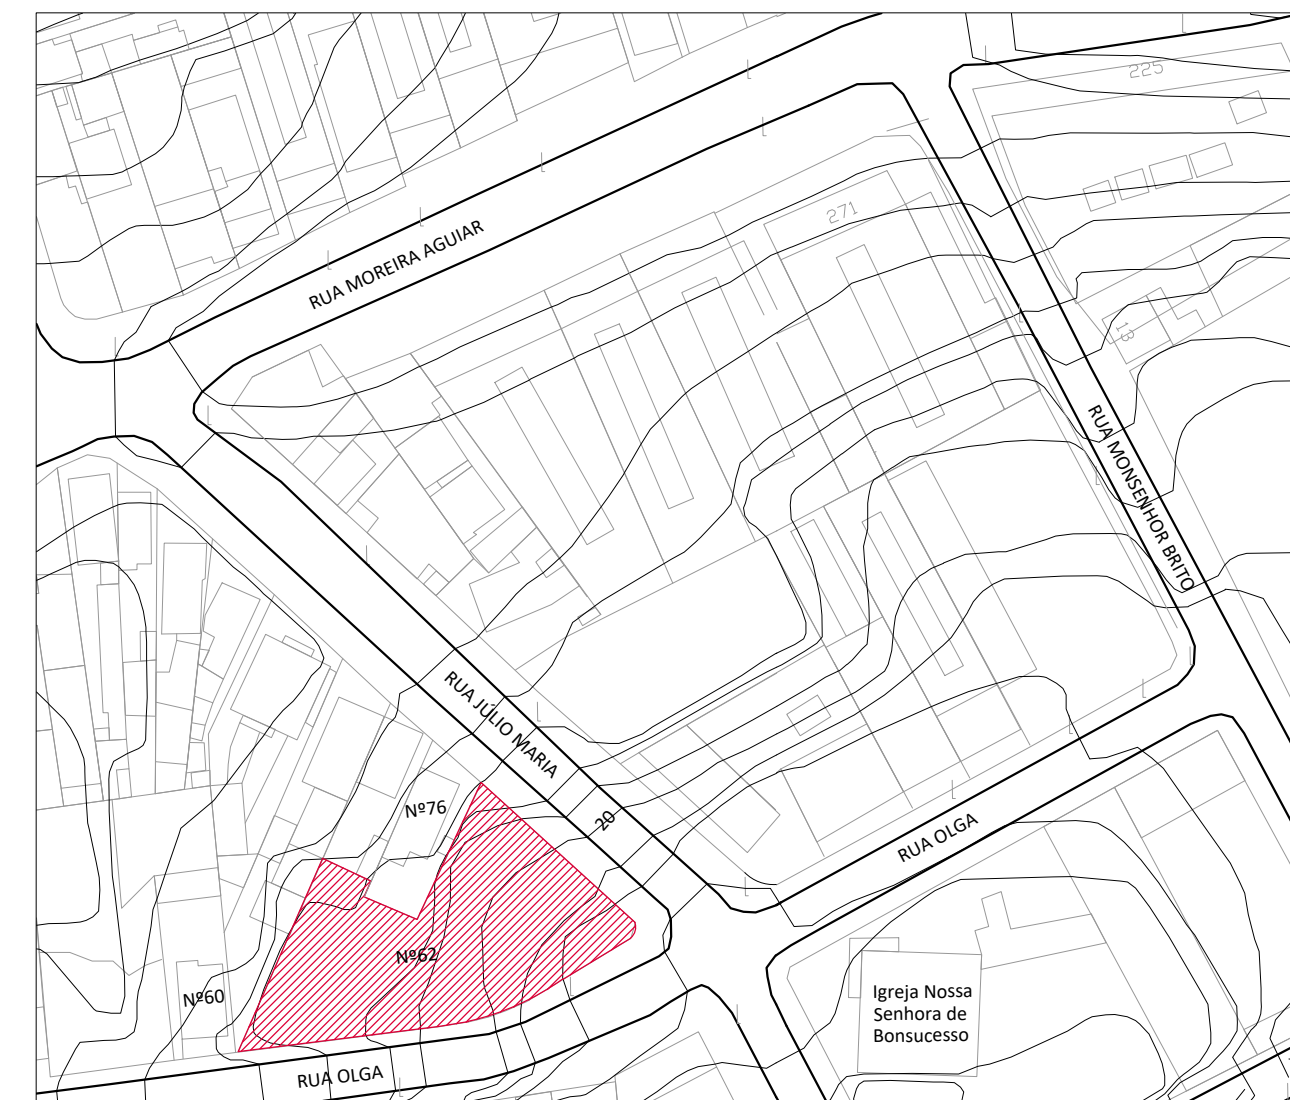 225
271
RUA MOREIRA AGUIAR
13
RUA MONSENHOR BRITO
RUA JÚLIO MARIA
20
Nº76
RUA OLGA
Nº62
Nº60
Igreja Nossa
Senhora de
Bonsucesso
RUA OLGA